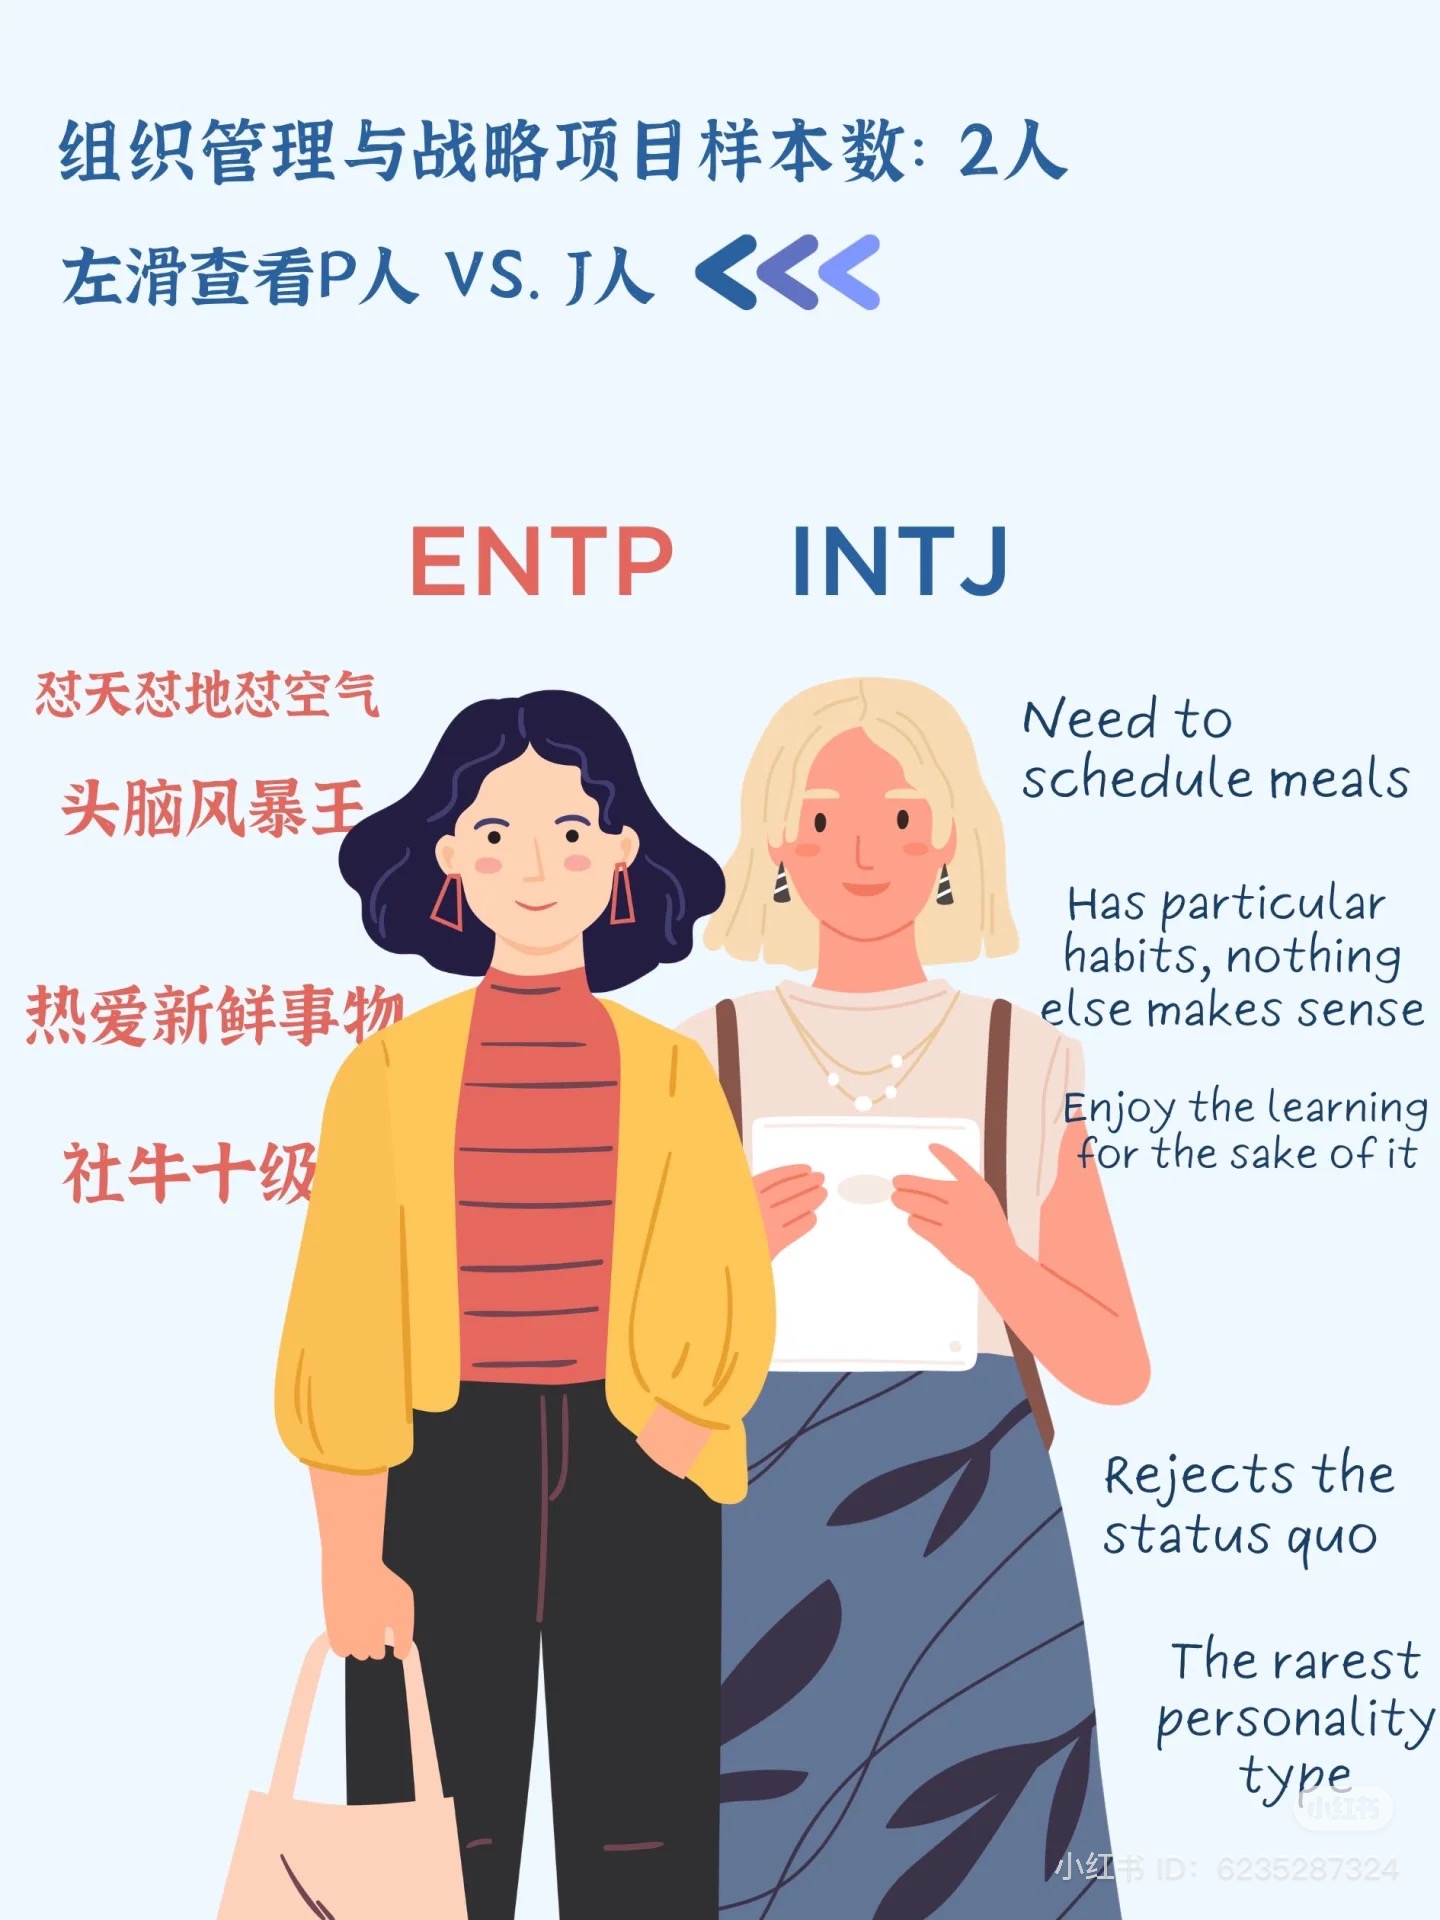 组织管理与战略项目样本数：2人
左滑查看P人 VS. J人
ENTP
INTJ
怼天怼地怼空气
头脑风暴王
热爱新鲜事物
社牛十级
Need to
schedule meals
Has particular
habits, nothing
else makes sense
Enjoy the learning
for the sake of it
Rejects the
status quo
The rarest
personality
type
小红书
小红书 ID：6235287324